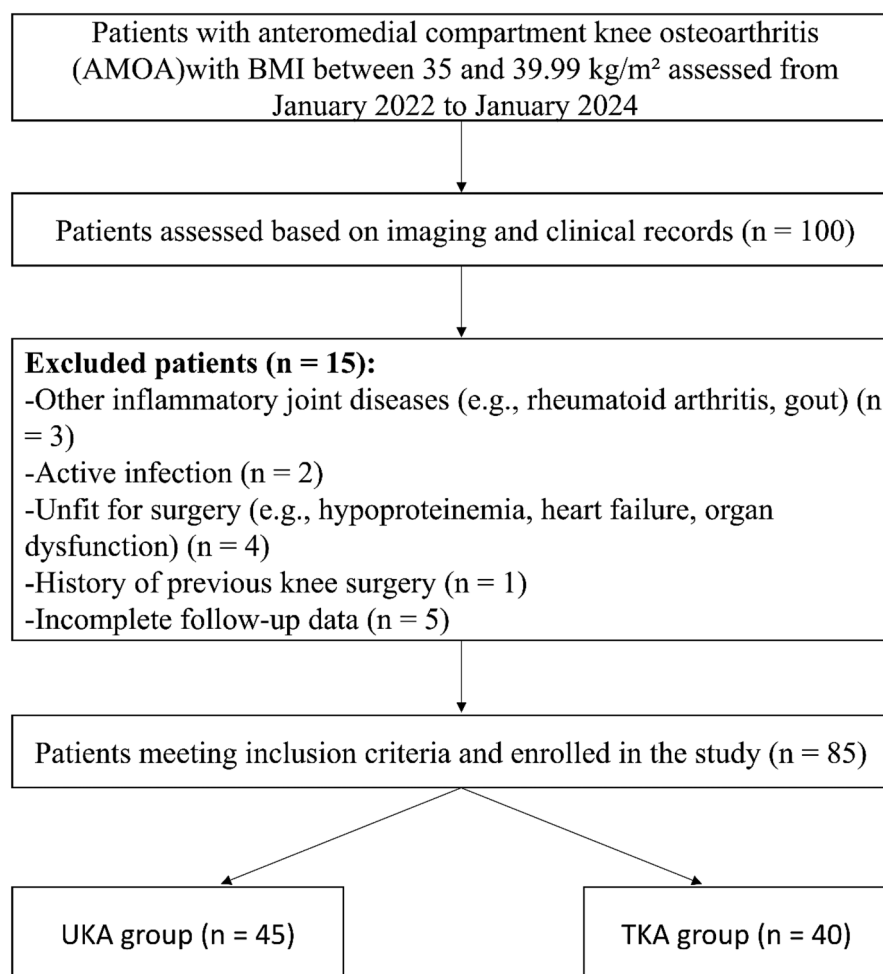 Patients with anteromedial compartment knee osteoarthritis
(AMOA)with BMI between 35 and 39.99 kg/m² assessed from
January 2022 to January 2024
Patients assessed based on imaging and clinical records (n = 100)
Excluded patients (n = 15):
-Other inflammatory joint diseases (e.g., rheumatoid arthritis, gout) (n
= 3)
-Active infection (n = 2)
-Unfit for surgery (e.g., hypoproteinemia, heart failure, organ
dysfunction) (n = 4)
-History of previous knee surgery (n = 1)
-Incomplete follow-up data (n = 5)
Patients meeting inclusion criteria and enrolled in the study (n = 85)
UKA group (n = 45)
TKA group (n = 40)